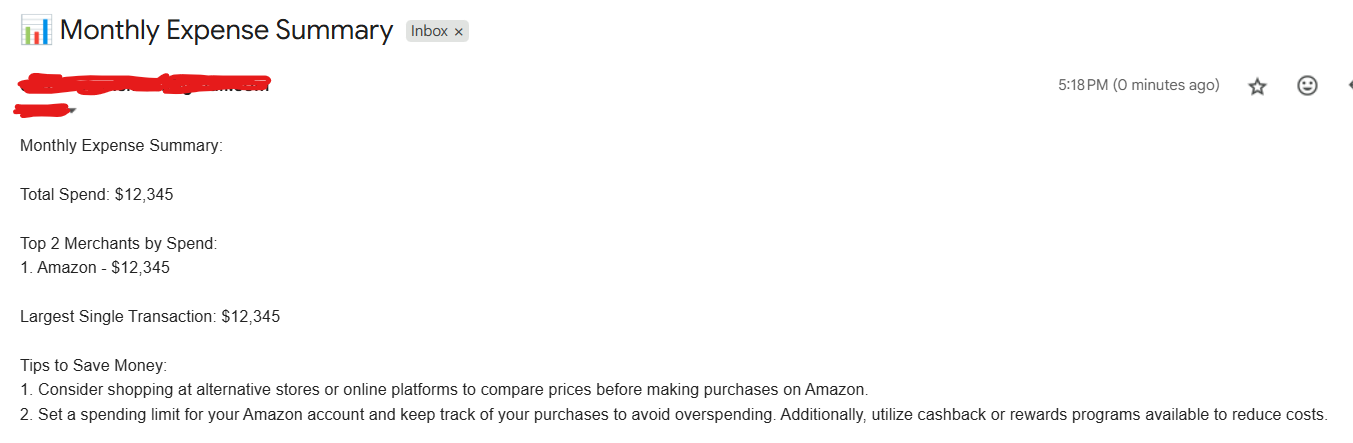 Monthly Expense Summary Inbox ×
5:18 PM (0 minutes ago)
Monthly Expense Summary:
Total Spend: $12,345
Top 2 Merchants by Spend:
1. Amazon - $12,345
Largest Single Transaction: $12,345
Tips to Save Money:
1. Consider shopping at alternative stores or online platforms to compare prices before making purchases on Amazon.
2. Set a spending limit for your Amazon account and keep track of your purchases to avoid overspending. Additionally, utilize cashback or rewards programs available to reduce costs.